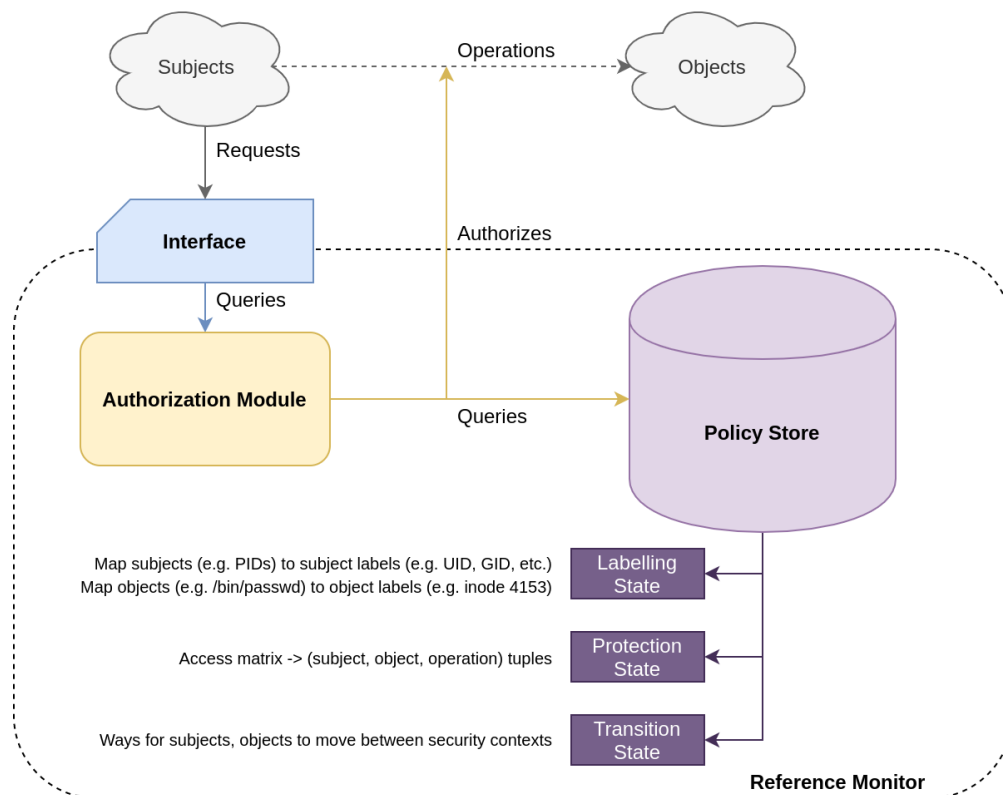 Subjects
Operations
Objects
Requests
Interface
Authorizes
Queries
Authorization Module
Queries
Policy Store
Map subjects (e.g. PIDs) to subject labels (e.g. UID, GID, etc.)
Map objects (e.g. /bin/passwd) to object labels (e.g. inode 4153)
Labelling
State
Access matrix -> (subject, object, operation) tuples
Protection
State
Ways for subjects, objects to move between security contexts
Transition
State
Reference Monitor